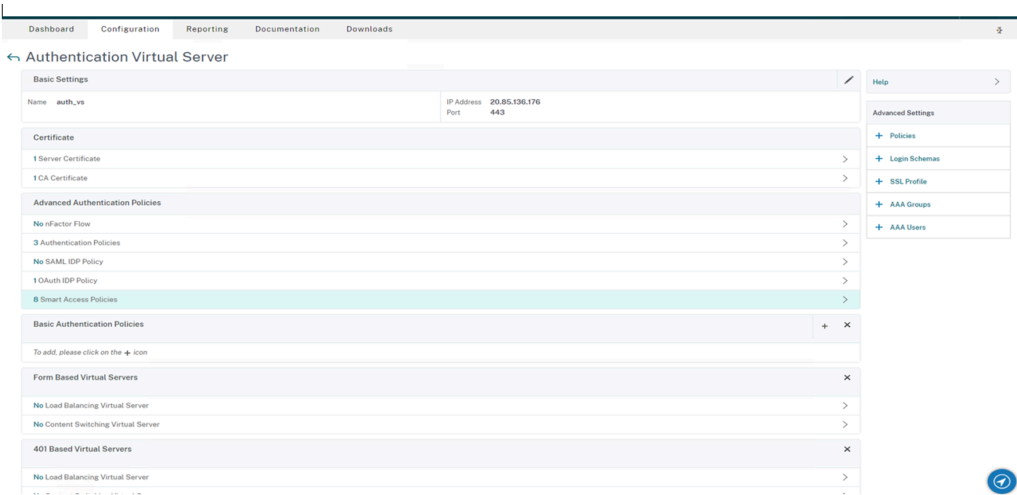 Dashboard Configuration Reporting Documentation Downloads
Authentication Virtual Server
Basic Settings
Name auth_vs
IP Address 20.85.136.176
Port 443
Certificate
1 Server Certificate
1 CA Certificate
Advanced Authentication Policies
No nFactor Flow
3 Authentication Policies
No SAML IDP Policy
1 OAuth IDP Policy
8 Smart Access Policies
Basic Authentication Policies
To add, please click on the + icon
Form Based Virtual Servers
No Load Balancing Virtual Server
No Content Switching Virtual Server
401 Based Virtual Servers
No Load Balancing Virtual Server
Help
Advanced Settings
+ Policies
+ Login Schemas
+ SSL Profile
+ AAA Groups
+ AAA Users